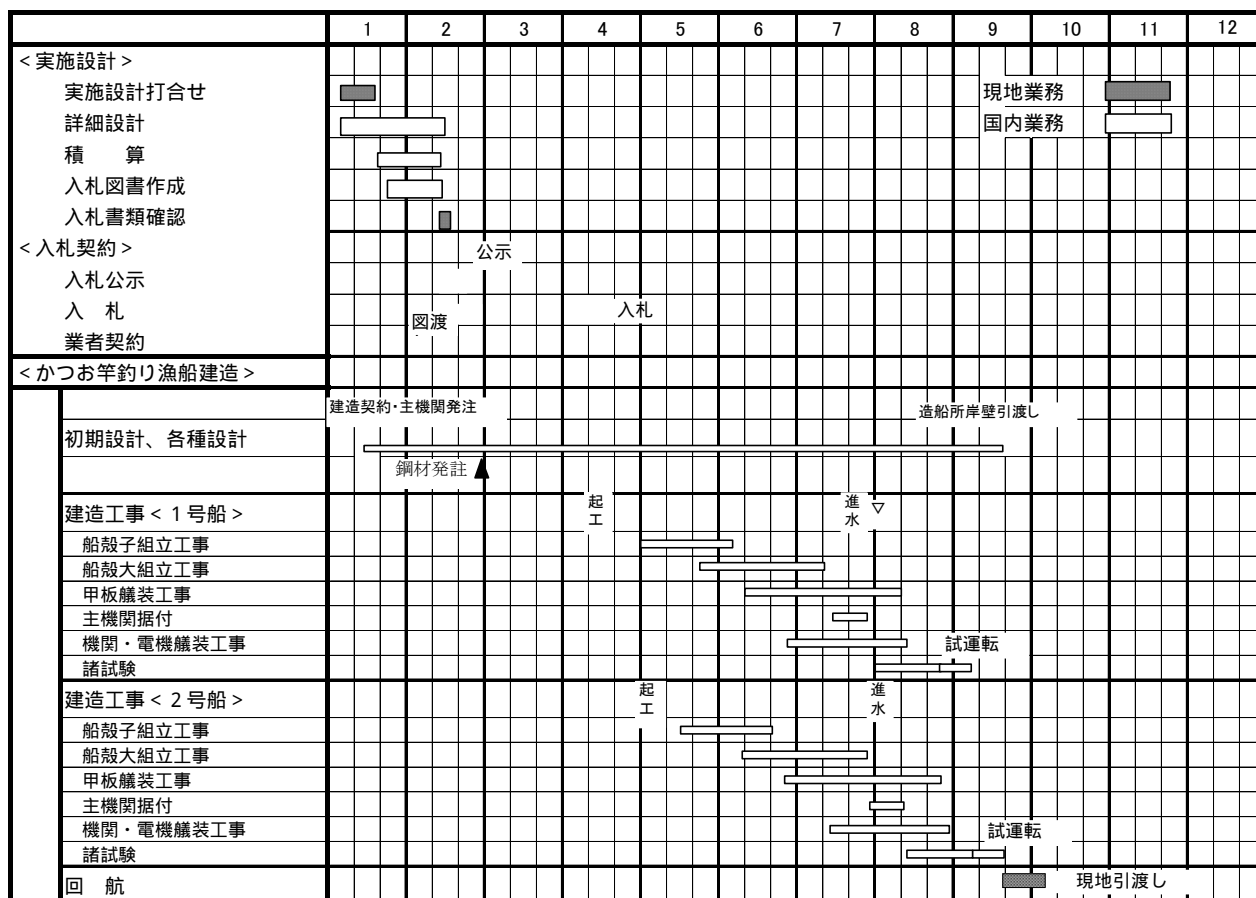 1 2 3 4 5 6 7 8 9 10 11 12
<実施設計>
実施設計打合せ 現地業務
詳細設計 国内業務
積 算
入札図書作成
入札書類確認
<入札契約> 公示
入札公示
入 札 図渡 入札
業者契約
<かつお竿釣り漁船建造>
建造契約・主機関発注 造船所岸壁引渡し
初期設計、各種設計
鋼材発註
建造工事<1号船> 起工 進水
船殻子組立工事
船殻大組立工事
甲板艤装工事
主機関据付
機関・電機艤装工事 試運転
諸試験
建造工事<2号船> 起工 進水
船殻子組立工事
船殻大組立工事
甲板艤装工事
主機関据付
機関・電機艤装工事 試運転
諸試験
回 航 現地引渡し